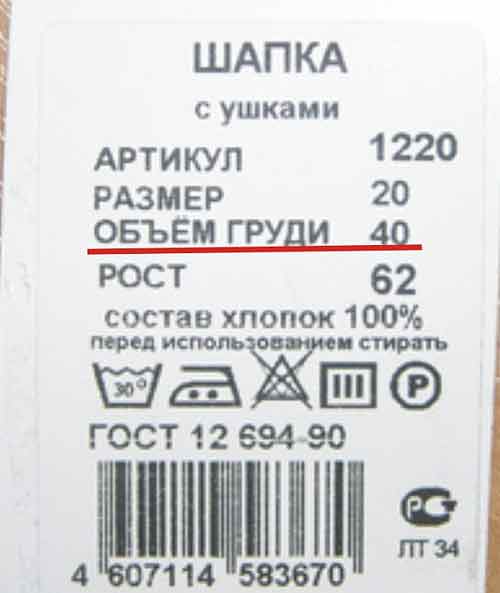 ШАПКА
с ушками
АРТИКУЛ 1220
РАЗМЕР 20
ОБЪЁМ ГРУДИ 40
РОСТ 62
состав хлопок 100%
перед использованием стирать
30° P
ГОСТ 12 694-90
РСТ
ЛТ 34
4 607114 583670